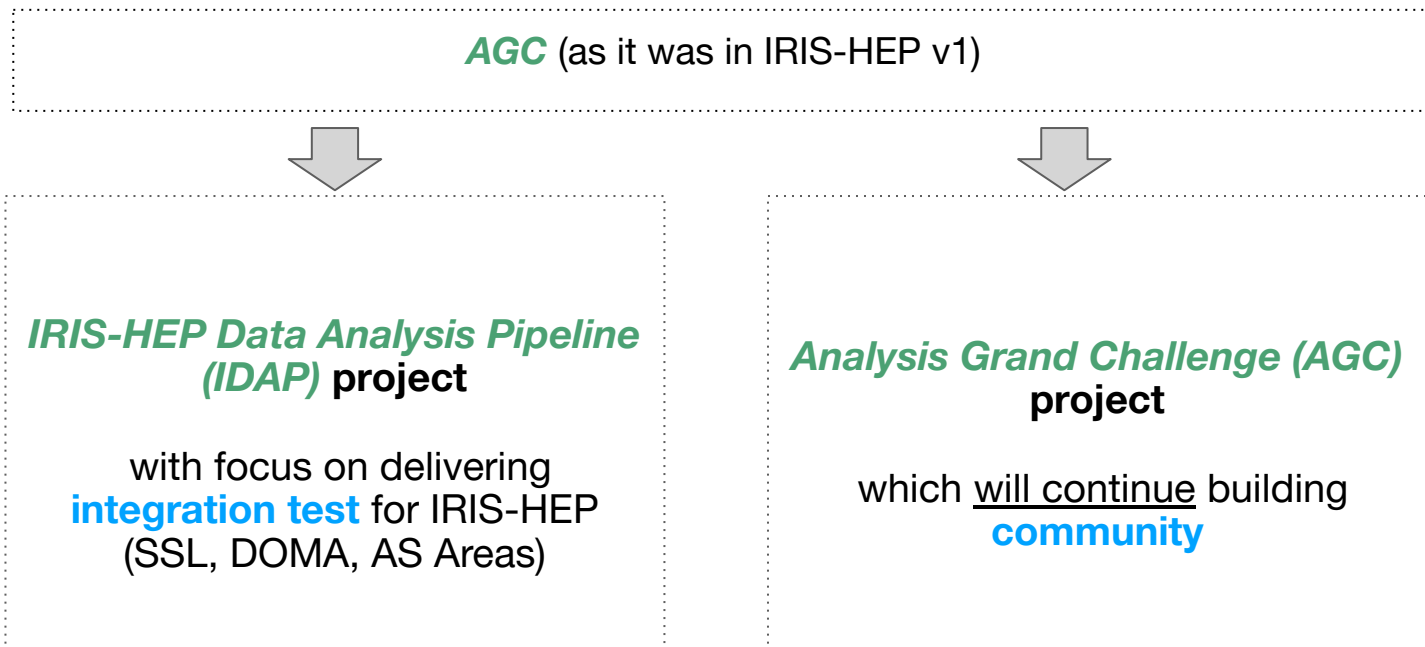 AGC (as it was in IRIS-HEP v1)
IRIS-HEP Data Analysis Pipeline
(IDAP) project
with focus on delivering
integration test for IRIS-HEP
(SSL, DOMA, AS Areas)
Analysis Grand Challenge (AGC)
project
which will continue building
community